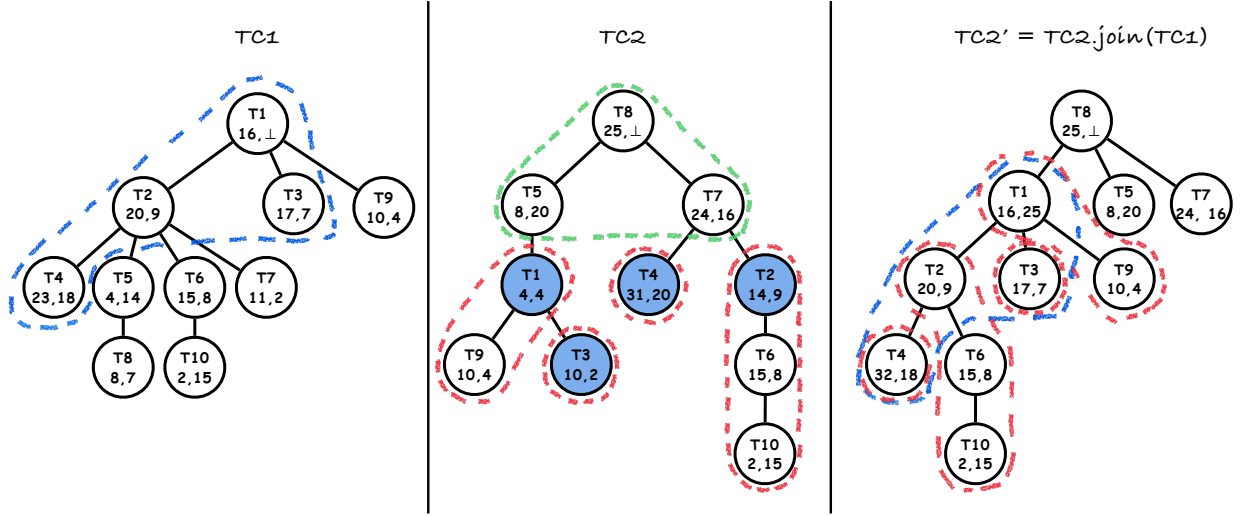 TC1
T1
16,⊥
T2
20,9
T3
17,7
T9
10,4
T4
23,18
T5
4,14
T6
15,8
T7
11,2
T8
8,7
T10
2,15
TC2
T8
25,⊥
T5
8,20
T7
24,16
T1
4,4
T4
31,20
T2
14,9
T9
10,4
T3
10,2
T6
15,8
T10
2,15
TC2' = TC2.join(TC1)
T8
25,⊥
T1
16,25
T5
8,20
T7
24, 16
T2
20,9
T3
17,7
T9
10,4
T4
32,18
T6
15,8
T10
2,15